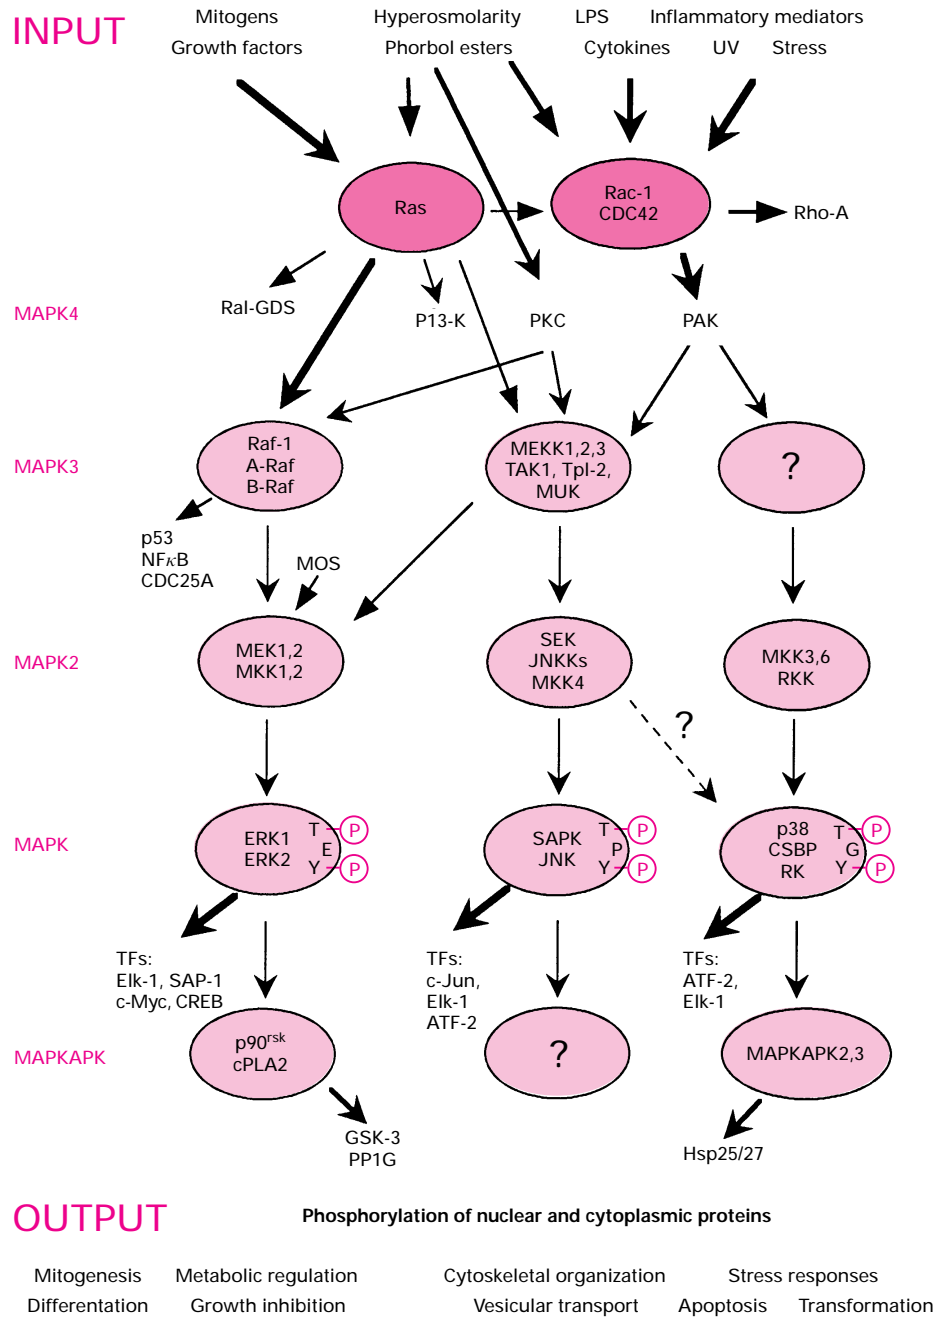 INPUT
Mitogens
Growth factors
Hyperosmolarity
Phorbol esters
LPS Inflammatory mediators
Cytokines UV Stress
Ras
Rac-1
CDC42
Rho-A
MAPK4
Ral-GDS
P13-K
PKC
PAK
MAPK3
Raf-1
A-Raf
B-Raf
MEKK1,2,3
TAK1, Tpl-2,
MUK
?
p53
NFκB
CDC25A
MOS
MAPK2
MEK1,2
MKK1,2
SEK
JNKKs
MKK4
MKK3,6
RKK
?
MAPK
ERK1
ERK2
T P
E
Y P
SAPK
JNK
T P
P
Y P
p38
CSBP
RK
T P
G
Y P
TFs:
Elk-1, SAP-1
c-Myc, CREB
TFs:
c-Jun,
Elk-1
ATF-2
TFs:
ATF-2,
Elk-1
MAPKAPK
p90rsk
cPLA2
?
MAPKAPK2,3
GSK-3
PP1G
Hsp25/27
OUTPUT
Phosphorylation of nuclear and cytoplasmic proteins
Mitogenesis Metabolic regulation Cytoskeletal organization Stress responses
Differentation Growth inhibition Vesicular transport Apoptosis Transformation